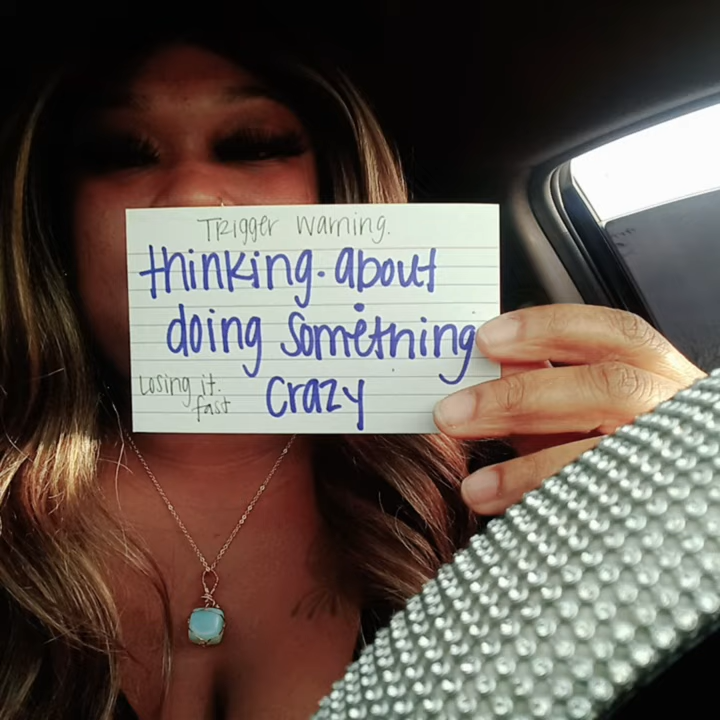 Trigger Warning.
thinking. about
doing something
crazy
Losing it.
fast